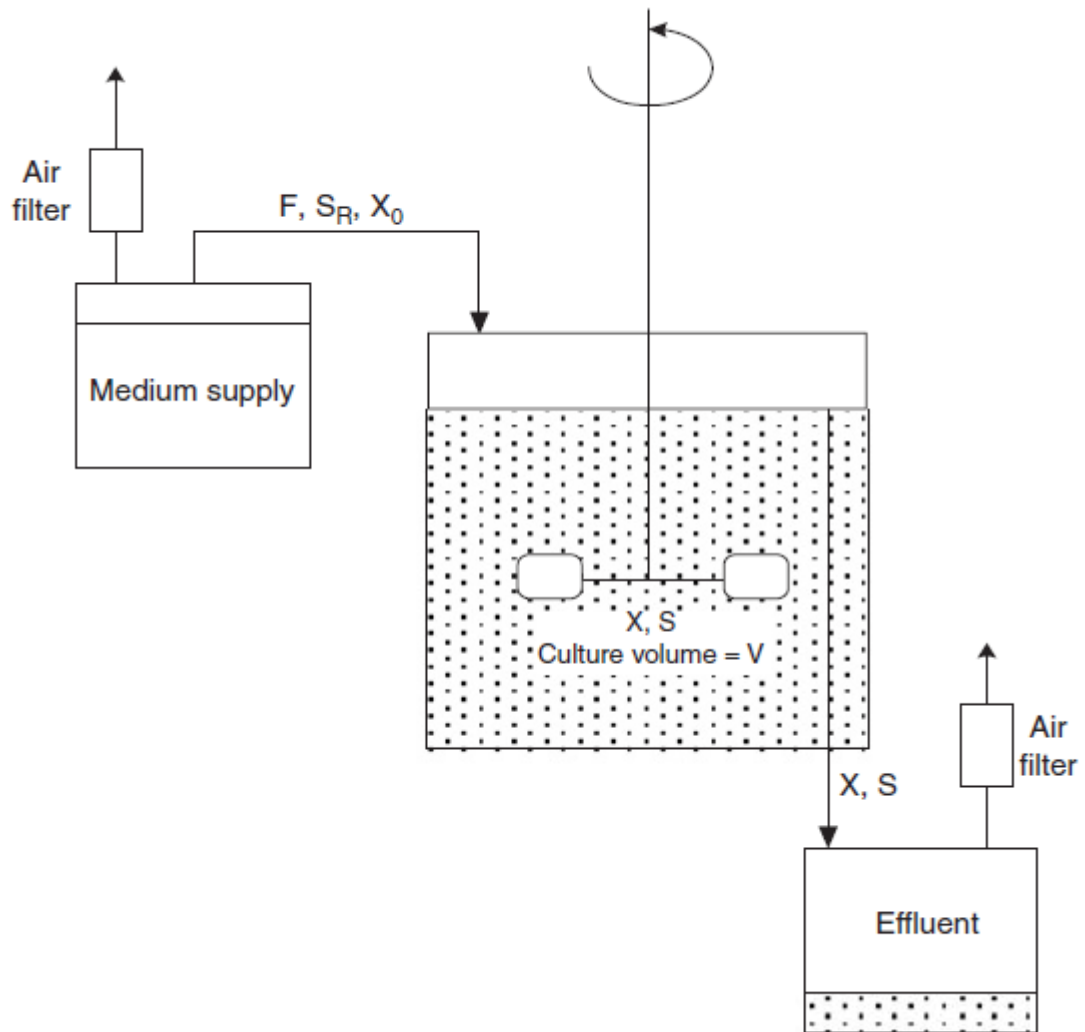 Air
filter
F, S_R, X_0
Medium supply
X, S
Culture volume = V
X, S
Air
filter
Effluent